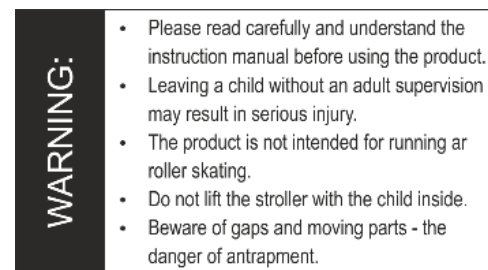 WARNING:
• Please read carefully and understand the
instruction manual before using the product.
• Leaving a child without an adult supervision
may result in serious injury.
• The product is not intended for running ar
roller skating.
• Do not lift the stroller with the child inside.
• Beware of gaps and moving parts - the
danger of antrapment.